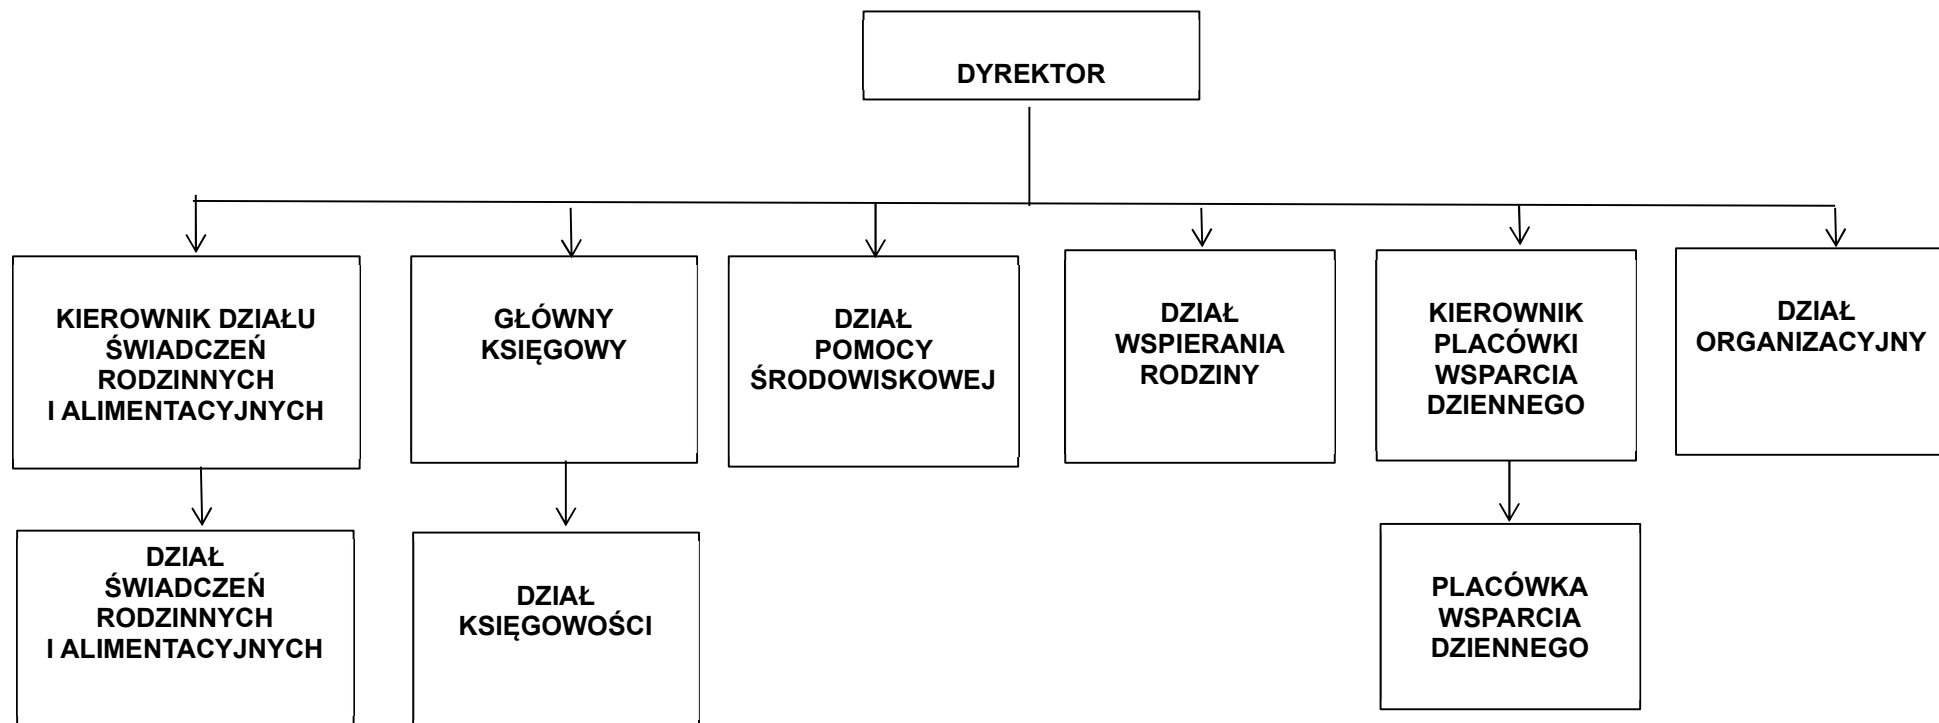 DYREKTOR
KIEROWNIK DZIAŁU
ŚWIADCZEŃ
RODZINNYCH
I ALIMENTACYJNYCH
GŁÓWNY
KSIĘGOWY
DZIAŁ
POMOCY
ŚRODOWISKOWEJ
DZIAŁ
WSPIERANIA
RODZINY
KIEROWNIK
PLACÓWKI
WSPARCIA
DZIENNEGO
DZIAŁ
ORGANIZACYJNY
DZIAŁ
ŚWIADCZEŃ
RODZINNYCH
I ALIMENTACYJNYCH
DZIAŁ
KSIĘGOWOŚCI
PLACÓWKA
WSPARCIA
DZIENNEGO